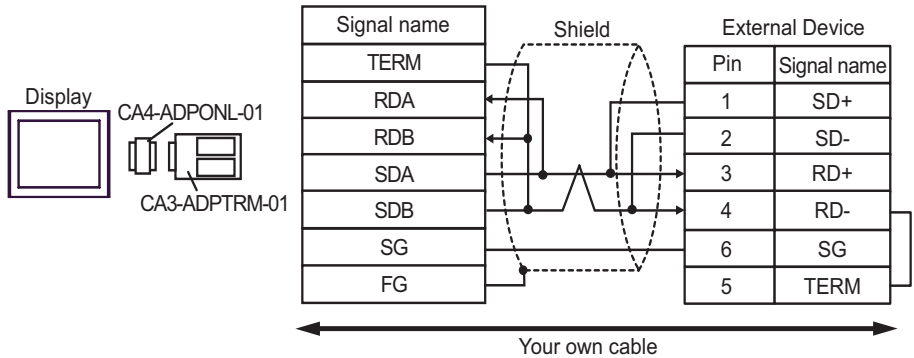 Display
CA4-ADPONL-01
CA3-ADPTRM-01
Signal name
TERM
RDA
RDB
SDA
SDB
SG
FG
Shield
External Device
Pin Signal name
1 SD+
2 SD-
3 RD+
4 RD-
6 SG
5 TERM
Your own cable